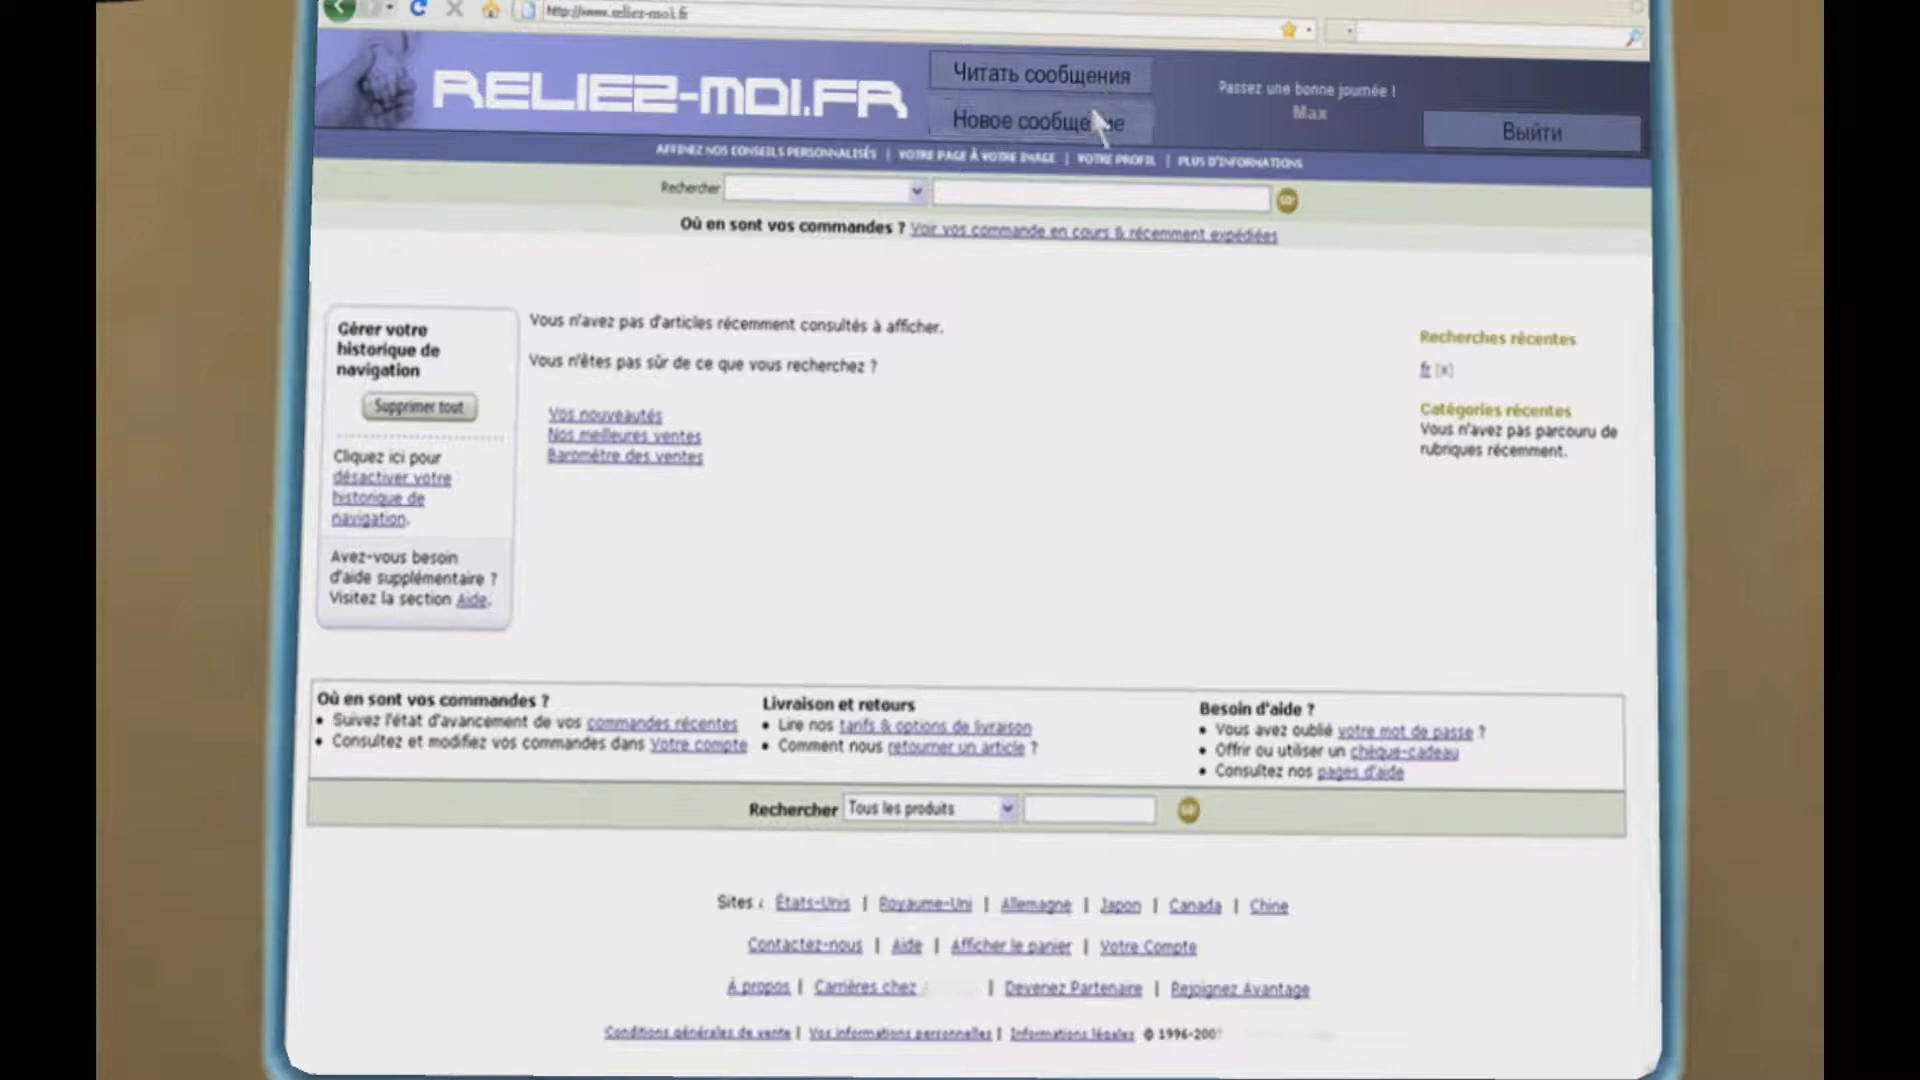 http://www.reliez-moi.fr
RELIEZ-MOI.FR
Читать сообщения
Новое сообщение
Passez une bonne journée !
Max
Выйти
AFFINEZ NOS CONSEILS PERSONNALISÉS | VOTRE PAGE À VOTRE IMAGE | VOTRE PROFIL | PLUS D'INFORMATIONS
Rechercher
GO!
Où en sont vos commandes ? Voir vos commande en cours & récemment expédiées
Gérer votre
historique de
navigation
Supprimer tout
Cliquez ici pour
désactiver votre
historique de
navigation.
Avez-vous besoin
d'aide supplémentaire ?
Visitez la section Aide.
Vous n'avez pas d'articles récemment consultés à afficher.
Vous n'êtes pas sûr de ce que vous recherchez ?
Vos nouveautés
Nos meilleures ventes
Baromètre des ventes
Recherches récentes
fr [x]
Catégories récentes
Vous n'avez pas parcouru de
rubriques récemment.
Où en sont vos commandes ?
• Suivez l'état d'avancement de vos commandes récentes
• Consultez et modifiez vos commandes dans Votre compte
Livraison et retours
• Lire nos tarifs & options de livraison
• Comment nous retourner un article ?
Besoin d'aide ?
• Vous avez oublié votre mot de passe ?
• Offrir ou utiliser un chèque-cadeau
• Consultez nos pages d'aide
Rechercher Tous les produits GO!
Sites : États-Unis | Royaume-Uni | Allemagne | Japon | Canada | Chine
Contactez-nous | Aide | Afficher le panier | Votre Compte
À propos | Carrières chez | Devenez Partenaire | Rejoignez Avantage
Conditions générales de vente | Vos informations personnelles | Informations légales © 1996-200